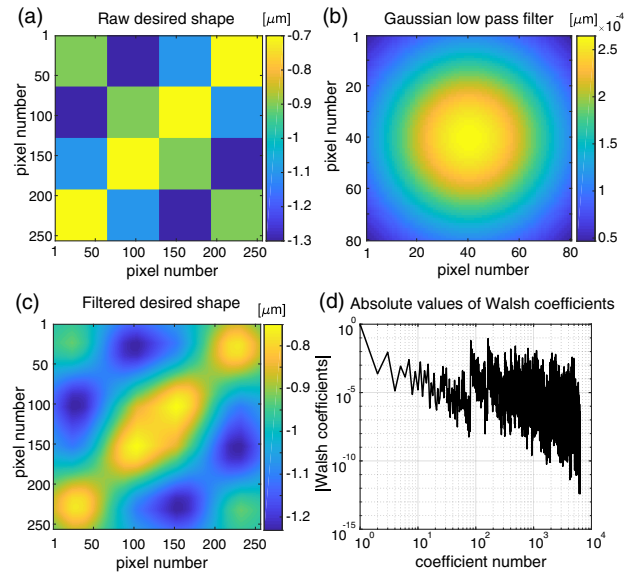 (a) Raw desired shape [μm]
1
50
100
150
200
250
pixel number
1 50 100 150 200 250
pixel number
-0.7
-0.8
-0.9
-1
-1.1
-1.2
-1.3
(b) Gaussian low pass filter [μm] ×10-4
1
20
40
60
80
pixel number
1 20 40 60 80
pixel number
2.5
2
1.5
1
0.5
(c) Filtered desired shape [μm]
1
50
100
150
200
250
pixel number
1 50 100 150 200 250
pixel number
-0.8
-0.9
-1
-1.1
-1.2
(d) Absolute values of Walsh coefficients
10^0
10^-5
10^-10
10^-15
|Walsh coefficients|
10^0 10^1 10^2 10^3 10^4
coefficient number